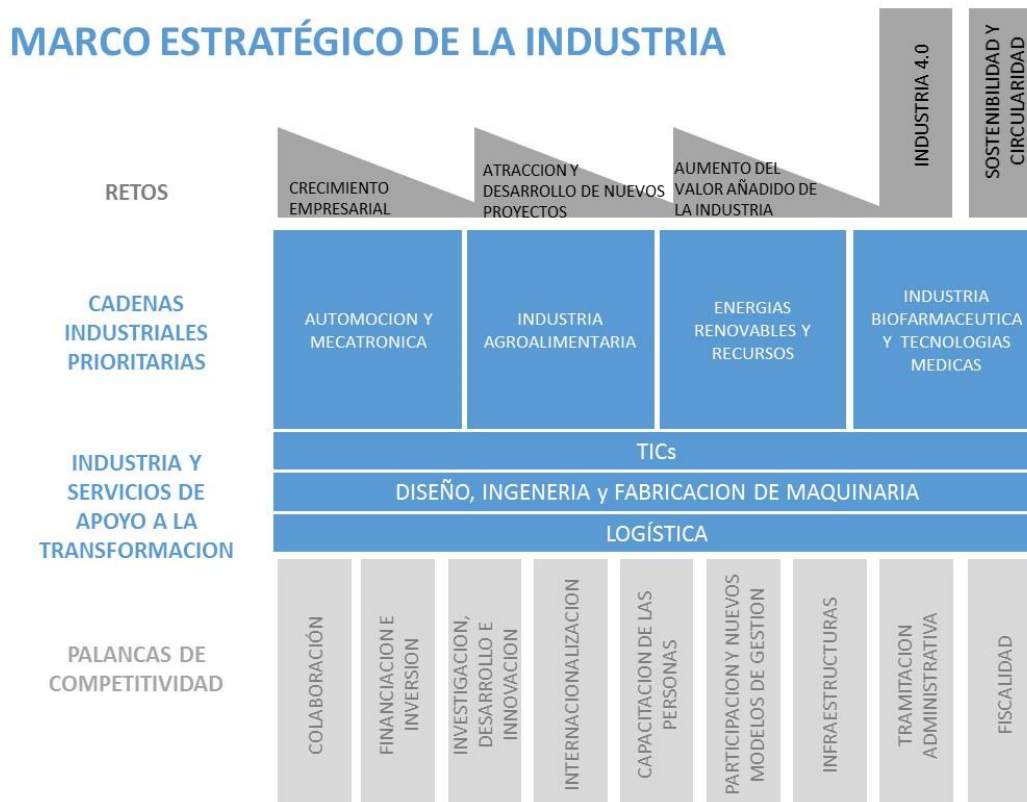 MARCO ESTRATÉGICO DE LA INDUSTRIA
RETOS
CRECIMIENTO
EMPRESARIAL
ATRACCION Y
DESARROLLO DE NUEVOS
PROYECTOS
AUMENTO DEL
VALOR AÑADIDO DE
LA INDUSTRIA
INDUSTRIA 4.0
SOSTENIBILIDAD Y
CIRCULARIDAD
CADENAS
INDUSTRIALES
PRIORITARIAS
AUTOMOCION Y
MECATRONICA
INDUSTRIA
AGROALIMENTARIA
ENERGIAS
RENOVABLES Y
RECURSOS
INDUSTRIA
BIOFARMACEUTICA
Y TECNOLOGIAS
MEDICAS
INDUSTRIA Y
SERVICIOS DE
APOYO A LA
TRANSFORMACION
TICs
DISEÑO, INGENERIA y FABRICACION DE MAQUINARIA
LOGÍSTICA
PALANCAS DE
COMPETITIVIDAD
COLABORACIÓN
FINANCIACION E
INVERSION
INVESTIGACION,
DESARROLLO E
INNOVACION
INTERNACIONALIZACION
CAPACITACION DE LAS
PERSONAS
PARTICIPACION Y NUEVOS
MODELOS DE GESTION
INFRAESTRUCTURAS
TRAMITACION
ADMINISTRATIVA
FISCALIDAD